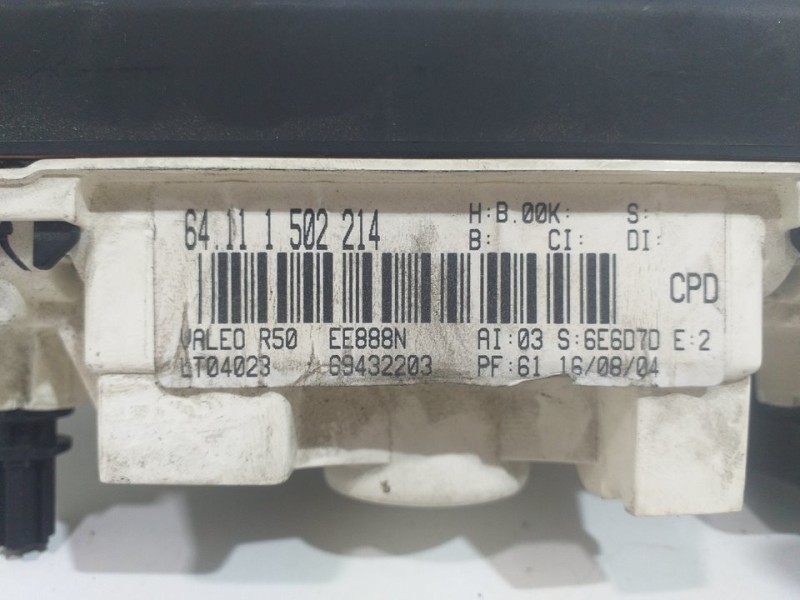 64.11 1 502 214
H:B.00K: S:
B: CI: DI:
CPD
VALEO R50 EE888N AI:03 S:6E6D7D E:2
LT04023 69432203 PF:61 16/08/04